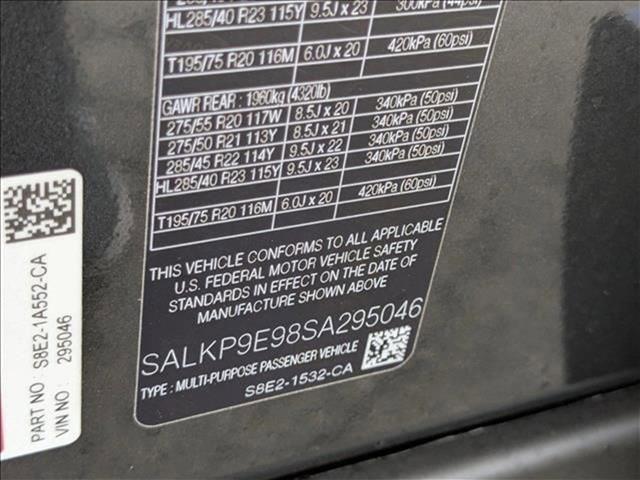 HL285/40 R23 115Y 9.5J x 23 300kPa (44psi)
T195/75 R20 116M 6.0J x 20 420kPa (60psi)
GAWR REAR : 1960kg (4320lb)
275/55 R20 117W 8.5J x 20 340kPa (50psi)
275/50 R21 113Y 8.5J x 21 340kPa (50psi)
285/45 R22 114Y 9.5J x 22 340kPa (50psi)
HL285/40 R23 115Y 9.5J x 23 340kPa (50psi)
T195/75 R20 116M 6.0J x 20 420kPa (60psi)
THIS VEHICLE CONFORMS TO ALL APPLICABLE
U.S. FEDERAL MOTOR VEHICLE SAFETY
STANDARDS IN EFFECT ON THE DATE OF
MANUFACTURE SHOWN ABOVE
SALKP9E98SA295046
TYPE : MULTI-PURPOSE PASSENGER VEHICLE
S8E2-1532-CA
PART NO : S8E2-1A552-CA
VIN NO : 295046